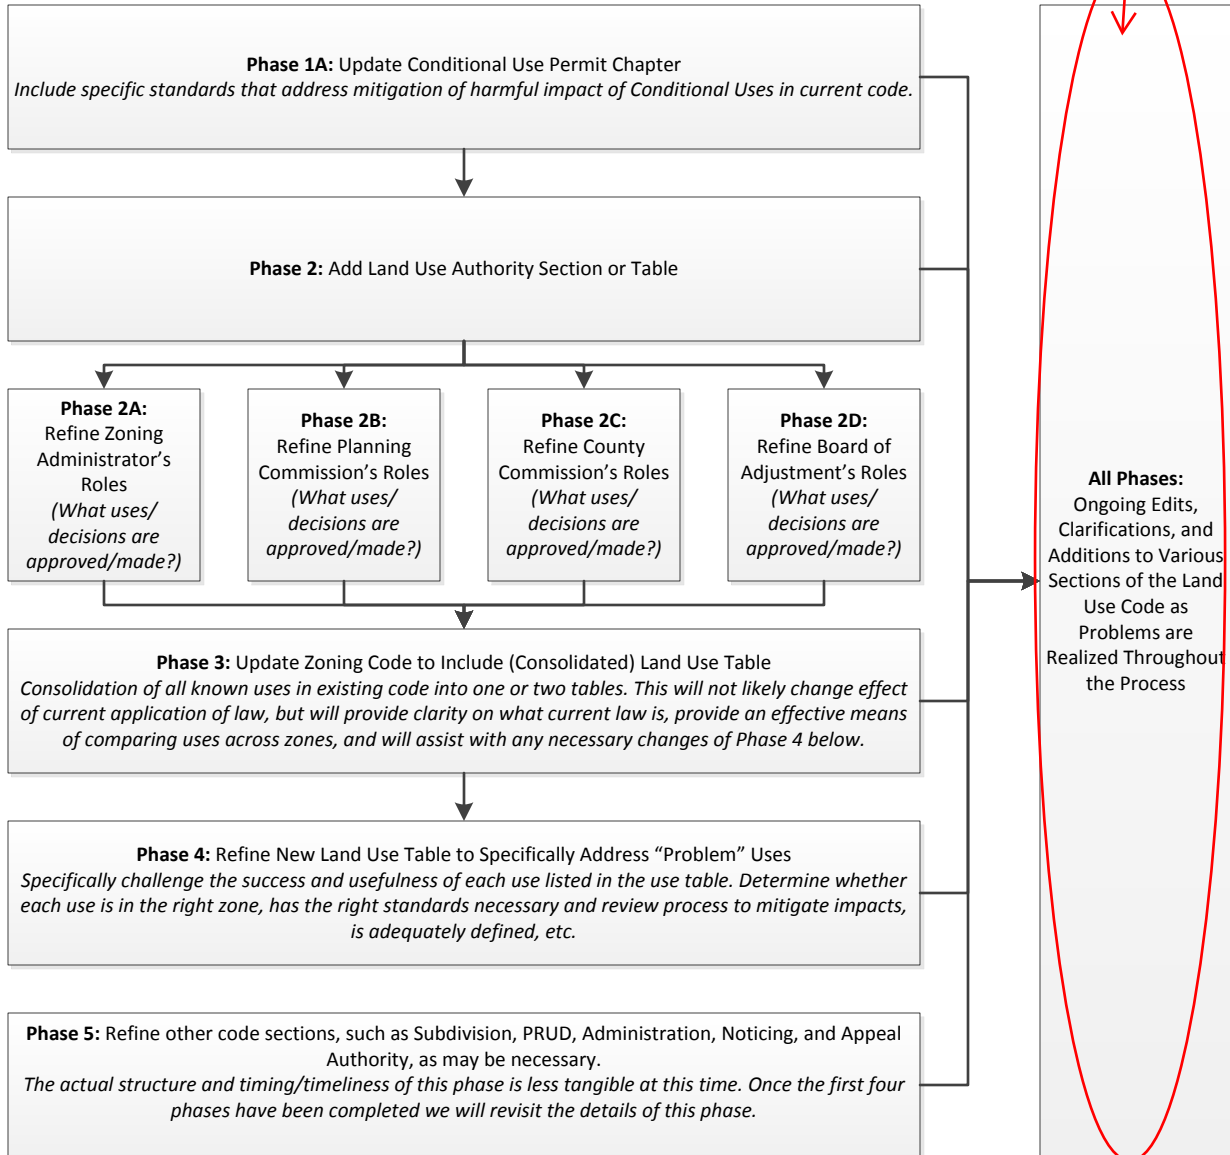 Phase 1A: Update Conditional Use Permit Chapter
Include specific standards that address mitigation of harmful impact of Conditional Uses in current code.
Phase 2: Add Land Use Authority Section or Table
Phase 2A:
Refine Zoning
Administrator’s
Roles
(What uses/
decisions are
approved/made?)
Phase 2B:
Refine Planning
Commission’s Roles
(What uses/
decisions are
approved/made?)
Phase 2C:
Refine County
Commission’s Roles
(What uses/
decisions are
approved/made?)
Phase 2D:
Refine Board of
Adjustment’s Roles
(What uses/
decisions are
approved/made?)
Phase 3: Update Zoning Code to Include (Consolidated) Land Use Table
Consolidation of all known uses in existing code into one or two tables. This will not likely change effect
of current application of law, but will provide clarity on what current law is, provide an effective means
of comparing uses across zones, and will assist with any necessary changes of Phase 4 below.
Phase 4: Refine New Land Use Table to Specifically Address “Problem” Uses
Specifically challenge the success and usefulness of each use listed in the use table. Determine whether
each use is in the right zone, has the right standards necessary and review process to mitigate impacts,
is adequately defined, etc.
Phase 5: Refine other code sections, such as Subdivision, PRUD, Administration, Noticing, and Appeal
Authority, as may be necessary.
The actual structure and timing/timeliness of this phase is less tangible at this time. Once the first four
phases have been completed we will revisit the details of this phase.
All Phases:
Ongoing Edits,
Clarifications, and
Additions to Various
Sections of the Land
Use Code as
Problems are
Realized Throughout
the Process